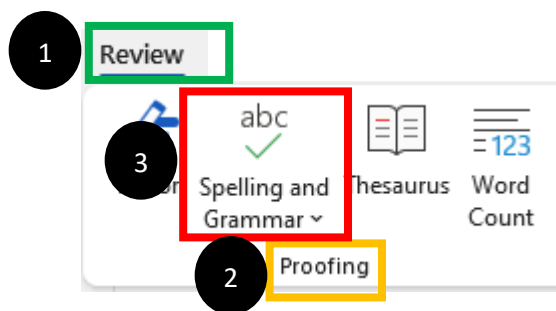 1 Review
abc
123
3
Spelling and Thesaurus Word
Grammar Count
2 Proofing